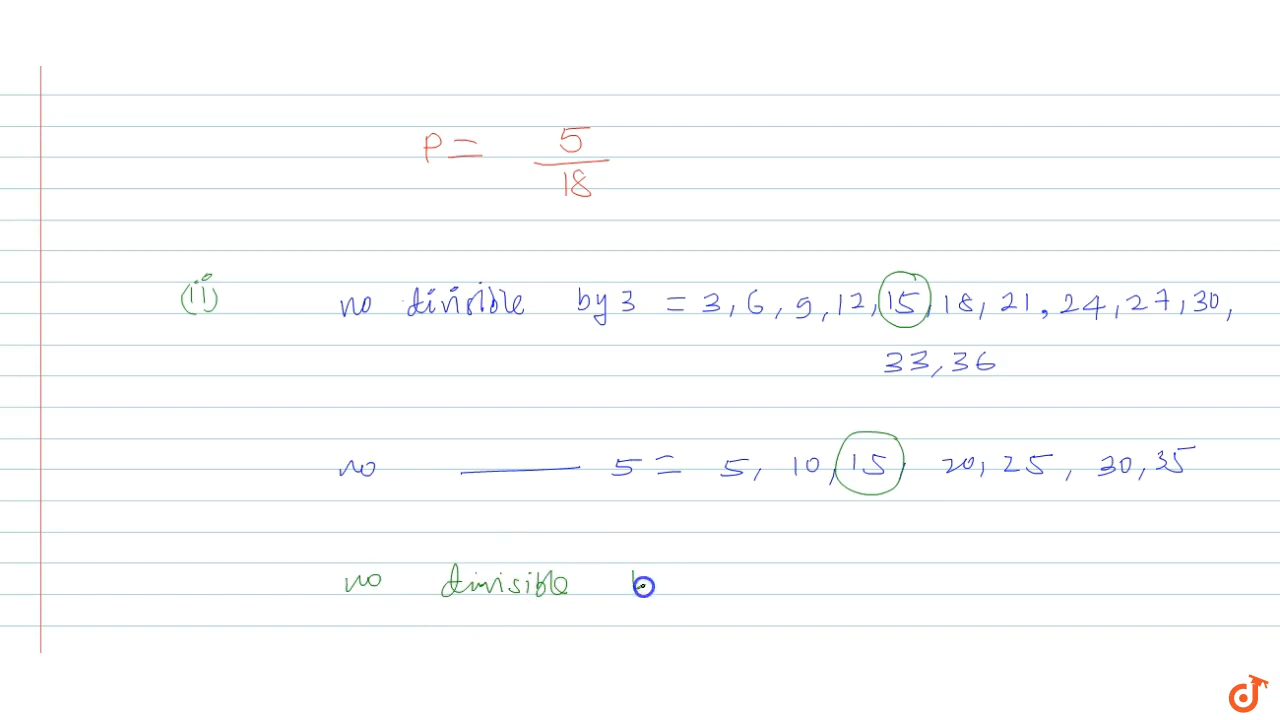 P = 5
18
(ii) no divisible by 3 = 3, 6, 9, 12, 15, 18, 21, 24, 27, 30,
33, 36
no ——— 5 = 5, 10, 15, 20, 25, 30, 35
no divisible